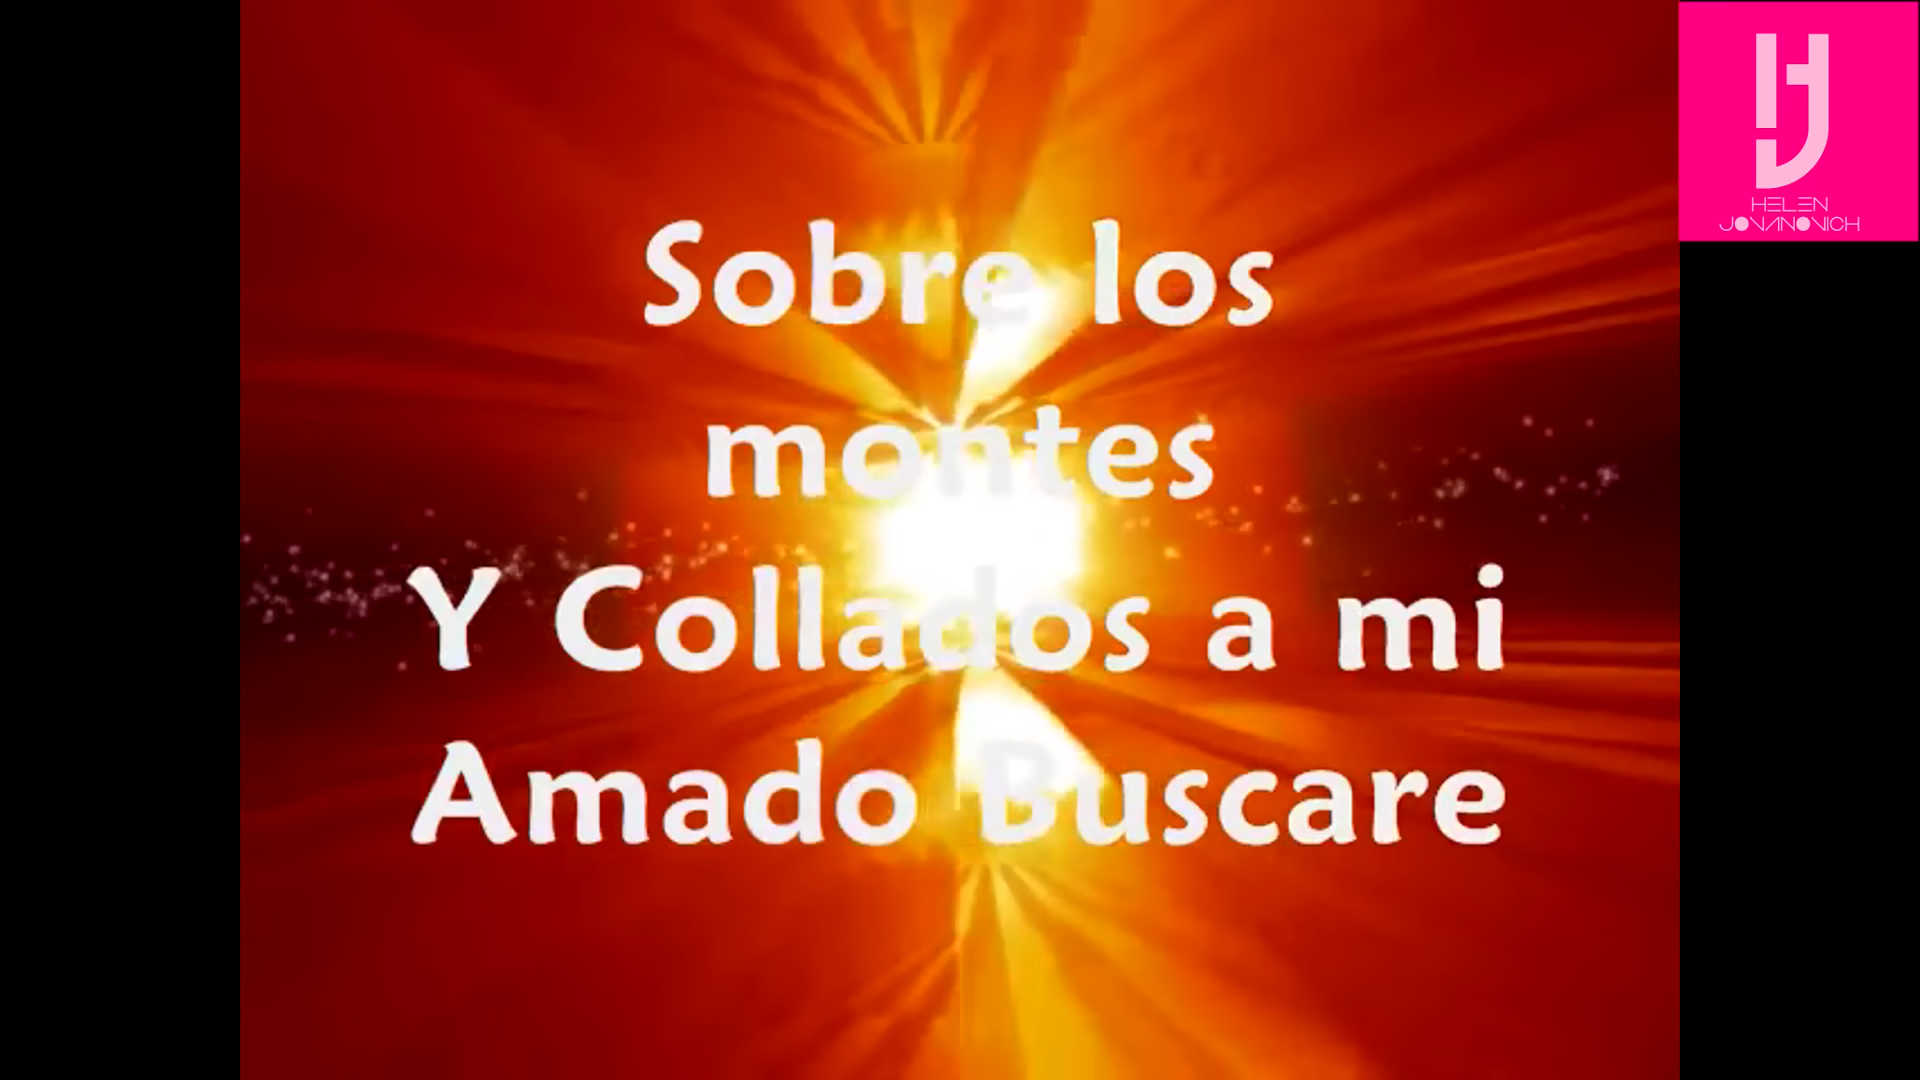 Sobre los
montes
Y Collados a mi
Amado Buscare
HELEN
JOVANOVICH